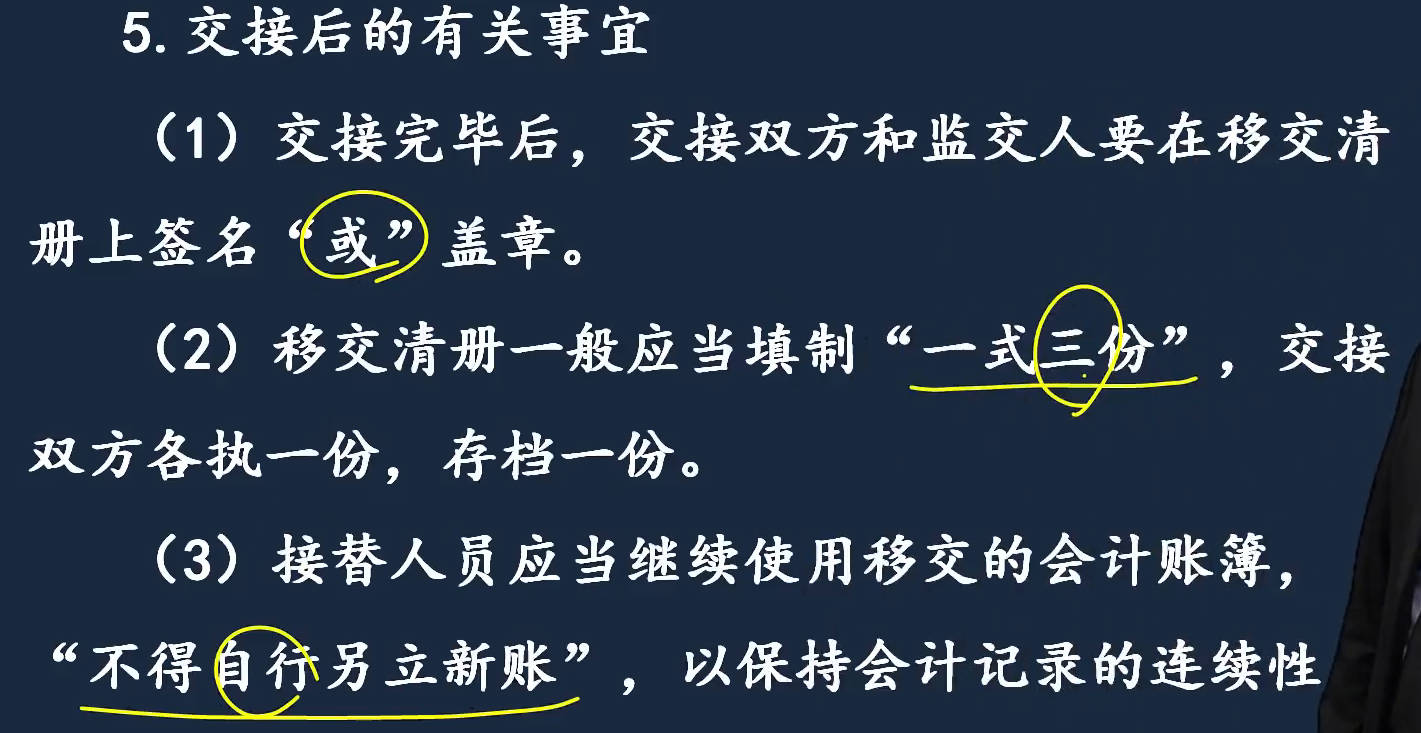 5. 交接后的有关事宜
（1）交接完毕后，交接双方和监交人要在移交清
册上签名“或”盖章。
（2）移交清册一般应当填制“一式三份”，交接
双方各执一份，存档一份。
（3）接替人员应当继续使用移交的会计账簿，
“不得自行另立新账”，以保持会计记录的连续性